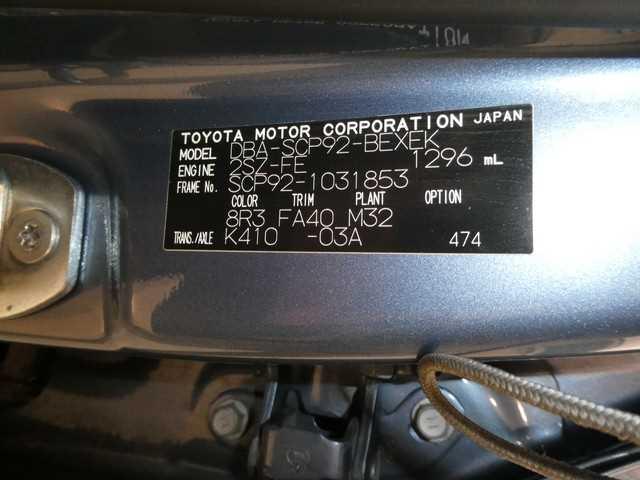 TOYOTA MOTOR CORPORATION JAPAN
MODEL DBA-SCP92-BEXEK
ENGINE 2SZ-FE 1296 mL
FRAME No. SCP92-1031853
COLOR TRIM PLANT OPTION
8R3 FA40 M32
TRANS./AXLE K410 -03A 474